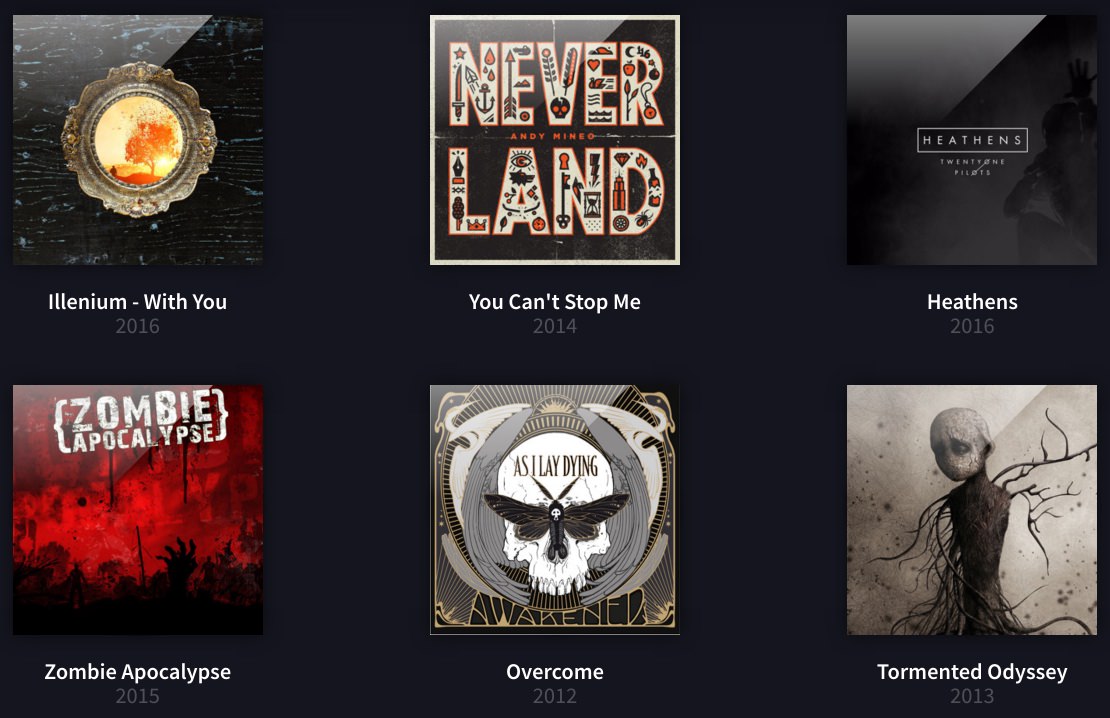 NEVER
ANDY MINEO
LAND
HEATHENS
TWENTY ØNE
PILØTS
Illenium - With You
2016
You Can't Stop Me
2014
Heathens
2016
{ZOMBIE
APOCALYPSE}
AS I LAY DYING
AWAKENED
Zombie Apocalypse
2015
Overcome
2012
Tormented Odyssey
2013